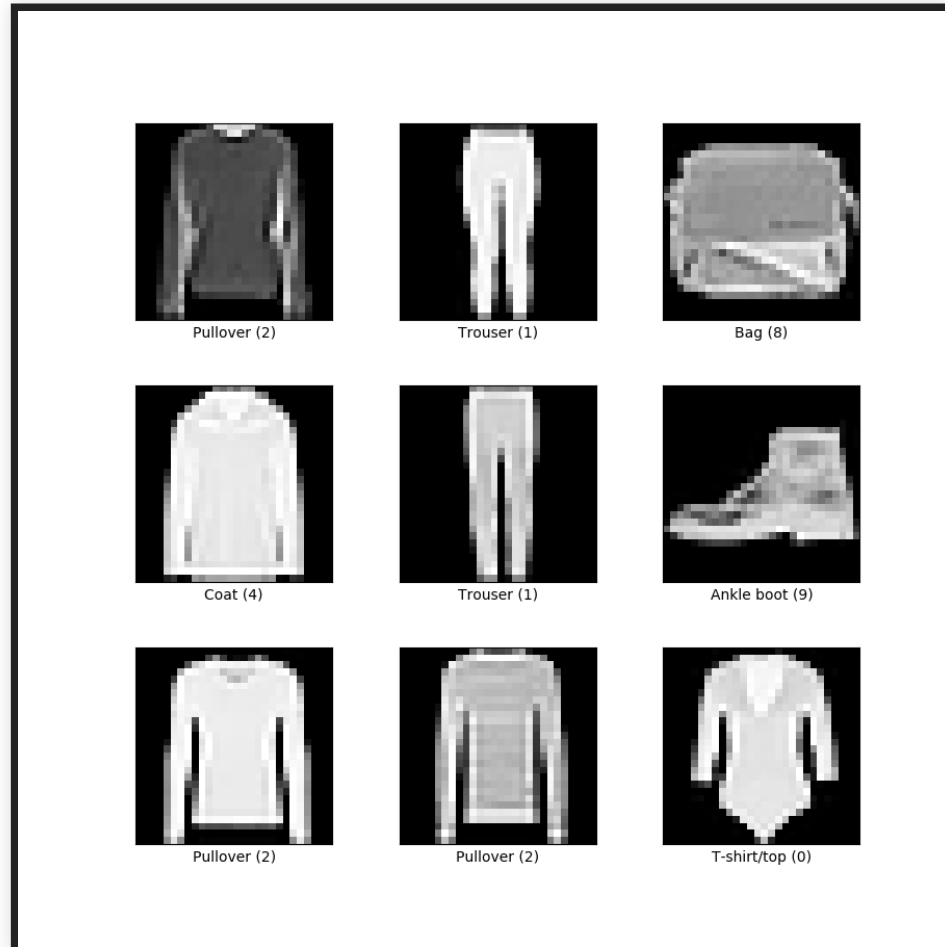 Pullover (2)
Trouser (1)
Bag (8)
Coat (4)
Trouser (1)
Ankle boot (9)
Pullover (2)
Pullover (2)
T-shirt/top (0)